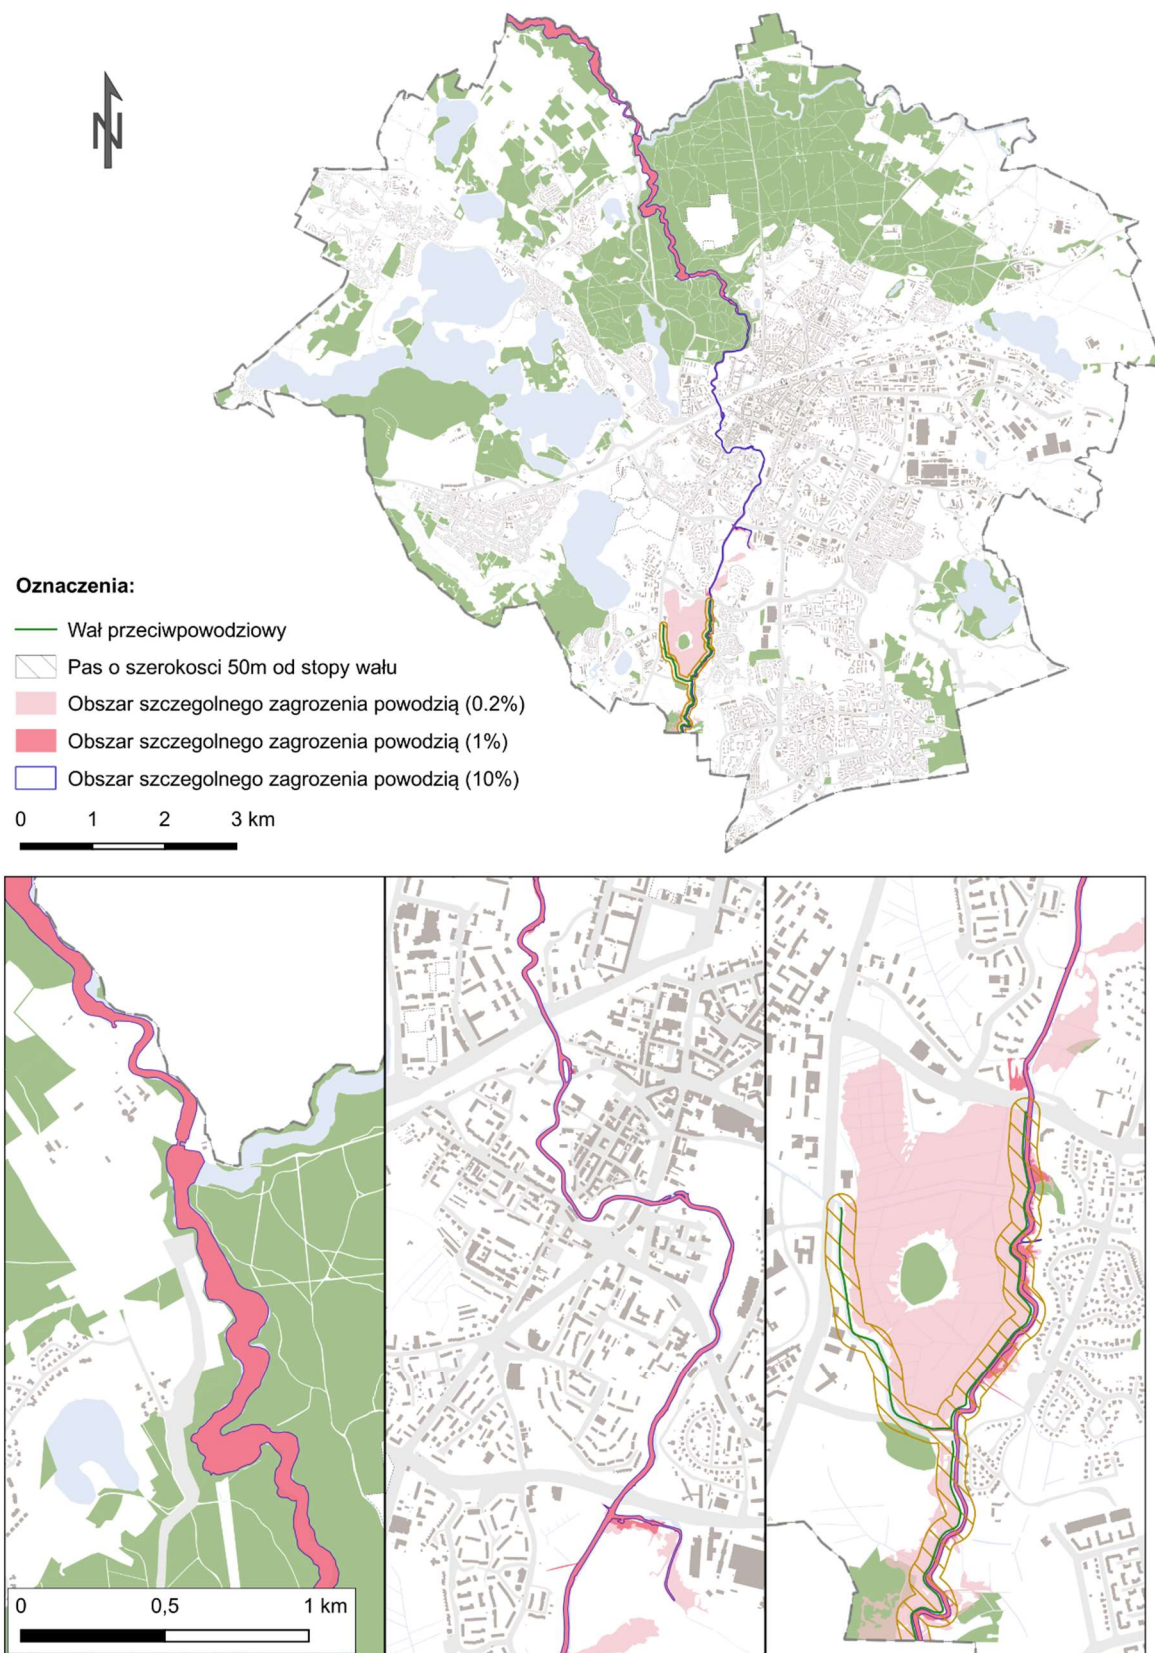 N
Oznaczenia:
Wał przeciwpowodziowy
Pas o szerokosci 50m od stopy wału
Obszar szczegolnego zagrozenia powodzią (0.2%)
Obszar szczegolnego zagrozenia powodzią (1%)
Obszar szczegolnego zagrozenia powodzią (10%)
0 1 2 3 km
0 0,5 1 km